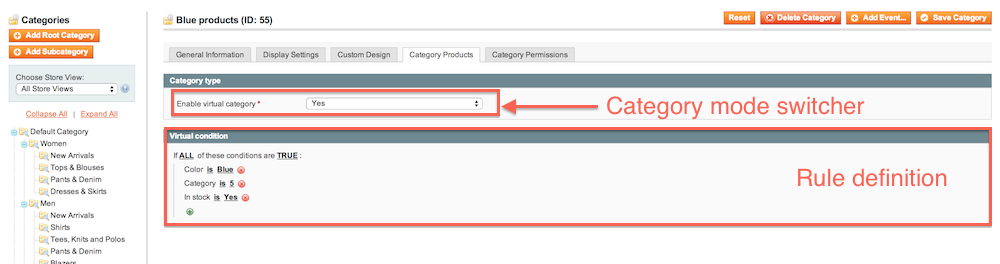 Categories
Add Root Category
Add Subcategory
Choose Store View:
All Store Views
Collapse All | Expand All
Default Category
Women
New Arrivals
Tops & Blouses
Pants & Denim
Dresses & Skirts
Men
New Arrivals
Shirts
Tees, Knits and Polos
Pants & Denim
Blazers
Blue products (ID: 55)
Reset
Delete Category
Add Event...
Save Category
General Information
Display Settings
Custom Design
Category Products
Category Permissions
Category type
Enable virtual category *
Yes
Category mode switcher
Virtual condition
If ALL of these conditions are TRUE :
Color is Blue
Category is 5
In stock is Yes
Rule definition